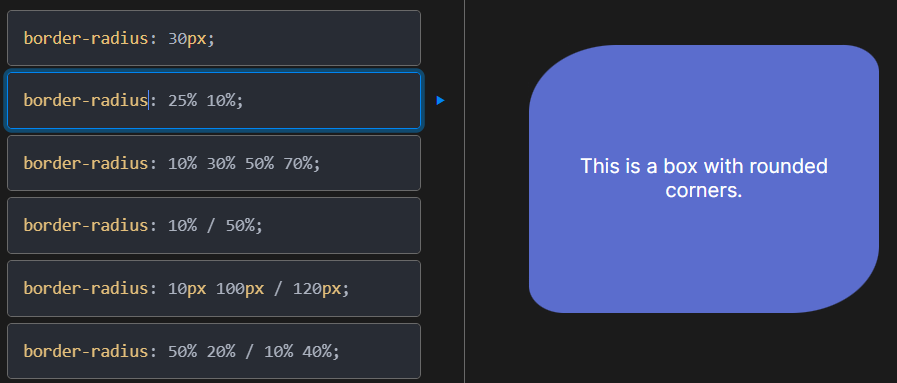 border-radius: 30px;
border-radius: 25% 10%;
border-radius: 10% 30% 50% 70%;
border-radius: 10% / 50%;
border-radius: 10px 100px / 120px;
border-radius: 50% 20% / 10% 40%;
This is a box with rounded
corners.